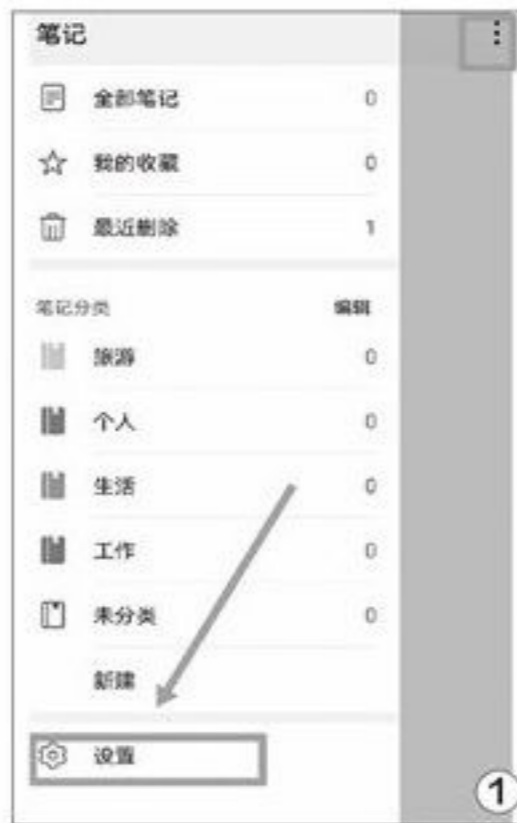 笔记
全部笔记 0
我的收藏 0
最近删除 1
笔记分类 编辑
旅游 0
个人 0
生活 0
工作 0
未分类 0
新建
设置
1